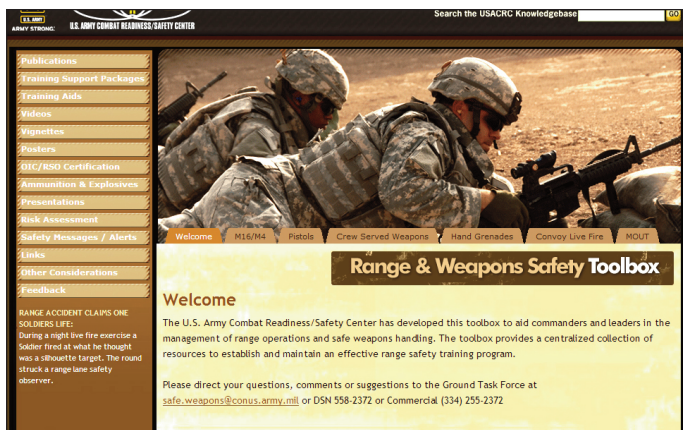 Search the USACRC Knowledgebase
GO
U.S. ARMY
ARMY STRONG:
U.S. ARMY COMBAT READINESS/SAFETY CENTER
Publications
Training Support Packages
Training Aids
Videos
Vignettes
Posters
OIC/RSO Certification
Ammunition & Explosives
Presentations
Risk Assessment
Safety Messages / Alerts
Links
Other Considerations
Feedback
RANGE ACCIDENT CLAIMS ONE
SOLDIERS LIFE:
During a night live fire exercise a
Soldier fired at what he thought
was a silhouette target. The round
struck a range lane safety
observer.
Welcome
M16/M4
Pistols
Crew Served Weapons
Hand Grenades
Convoy Live Fire
MOUT
Range & Weapons Safety Toolbox
Welcome
The U.S. Army Combat Readiness/Safety Center has developed this toolbox to aid commanders and leaders in the
management of range operations and safe weapons handling. The toolbox provides a centralized collection of
resources to establish and maintain an effective range safety training program.
Please direct your questions, comments or suggestions to the Ground Task Force at
safe.weapons@conus.army.mil or DSN 558-2372 or Commercial (334) 255-2372